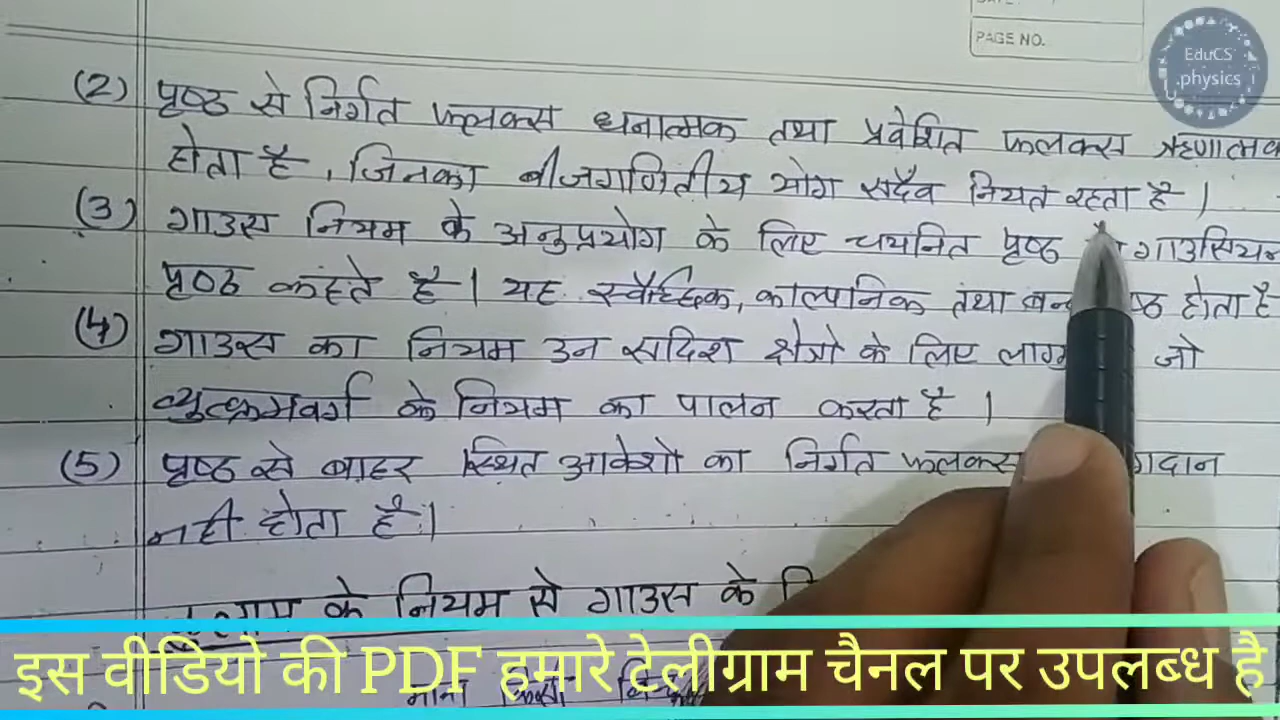 PAGE NO.
EduCS
physics
(2) पृष्ठ से निर्गत फ्लक्स धनात्मक तथा प्रवेशित फ्लक्स ऋणात्मक
होता है, जिनका बीजगणितीय योग सदैव नियत रहता है।
(3) गाउस नियम के अनुप्रयोग के लिए चयनित पृष्ठ गाउसियन
पृष्ठ कहते है। यह स्वैच्छिक, काल्पनिक तथा होता है
(4) गाउस का नियम उन सदिश क्षेत्रो के लिए जो
व्युत्क्रमवर्ग के नियम का पालन करता है।
(5) पृष्ठ से बाहर स्थित आवेशो का निर्गत फ्लक्स
नही होता है।
के नियम से गाउस के
इस वीडियो की PDF हमारे टेलीग्राम चैनल पर उपलब्ध है